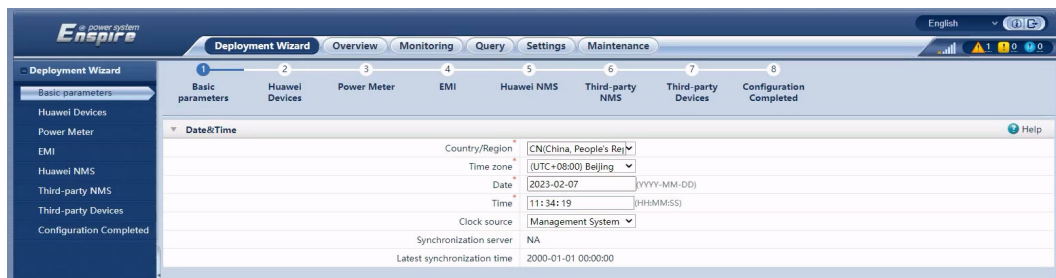 e power system
Enspire
English
Deployment Wizard Overview Monitoring Query Settings Maintenance
1 0 0
Deployment Wizard
Basic parameters
Huawei Devices
Power Meter
EMI
Huawei NMS
Third-party NMS
Third-party Devices
Configuration Completed
1 2 3 4 5 6 7 8
Basic parameters
Huawei Devices
Power Meter
EMI
Huawei NMS
Third-party NMS
Third-party Devices
Configuration Completed
Date&Time Help
Country/Region * CN(China, People's Rep
Time zone * (UTC+08:00) Beijing
Date * 2023-02-07 (YYYY-MM-DD)
Time * 11:34:19 (HH:MM:SS)
Clock source Management System
Synchronization server NA
Latest synchronization time 2000-01-01 00:00:00